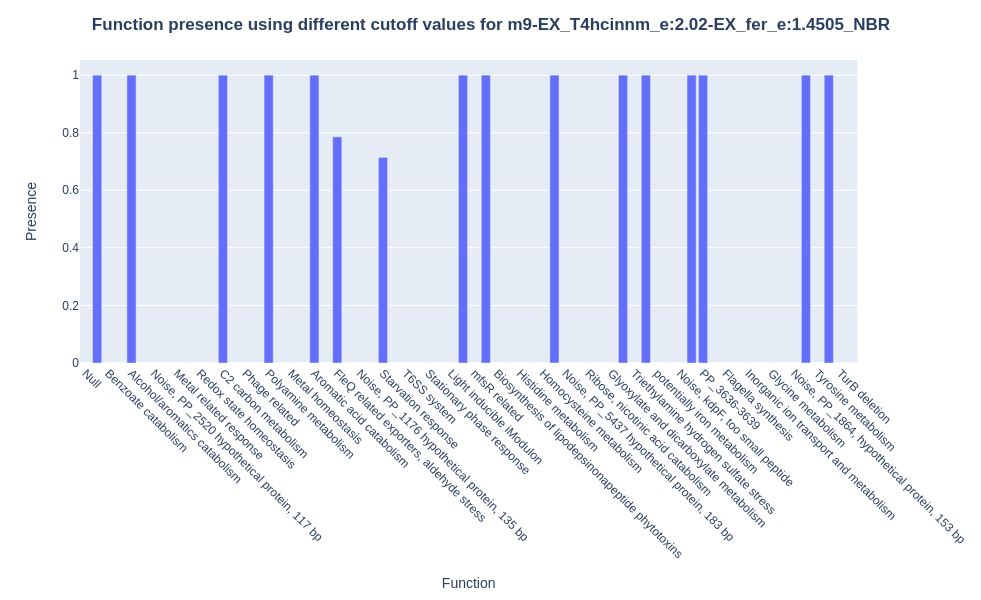 Function presence using different cutoff values for m9-EX_T4hcinnm_e:2.02-EX_fer_e:1.4505_NBR
Presence
1
0.8
0.6
0.4
0.2
0
Null
Benzoate catabolism
Alcohol/aromatics catabolism
Noise, PP_2520 hypothetical protein, 117 bp
Metal related response
Redox state homeostasis
C2 carbon metabolism
Phage related
Polyamine metabolism
Metal homeostasis
Aromatic acid catabolism
FleQ related exporters, aldehyde stress
Noise, PP_1176 hypothetical protein, 135 bp
Starvation response
T6SS system
Stationary phase response
Light inducible iModulon
mfsR related
Biosynthesis of lipodepsinonapeptide phytotoxins
Histidine metabolism
Homocysteine metabolism
Noise, PP_5437 hypothetical protein, 183 bp
Ribose, nicotinic acid catabolism
Glyoxylate and dicarboxylate metabolism
Triethylamine hydrogen sulfate stress
potentially iron metabolism
Noise, kdpF, too small peptide
PP_3636-3639
Flagella synthesis
Inorganic ion transport and metabolism
Glycine metabolism
Noise, PP_1864, hypothetical protein, 153 bp
Tyrosine metabolism
TurB deletion
Function